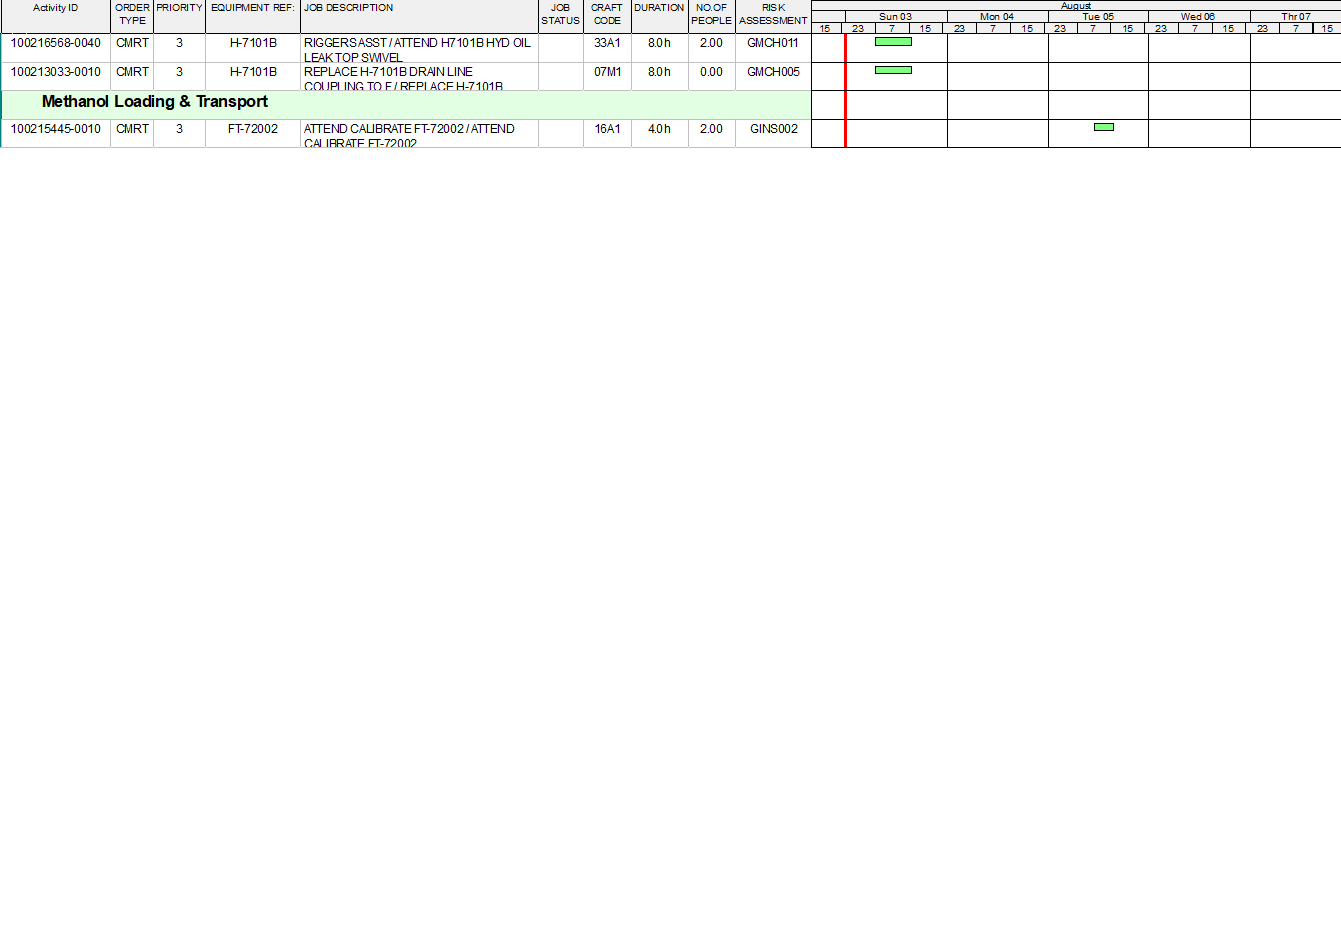 Activity ID ORDER PRIORITY EQUIPMENT REF: JOB DESCRIPTION JOB CRAFT DURATION NO.OF RISK August
TYPE STATUS CODE PEOPLE ASSESSMENT Sun 03 Mon 04 Tue 05 Wed 06 Thr 07
15 23 7 15 23 7 15 23 7 15 23 7 15 23 7 15
100216568-0040 CMRT 3 H-7101B RIGGERS ASST / ATTEND H7101B HYD OIL 33A1 8.0h 2.00 GMCH011
LEAK TOP SWIVEL
100213033-0010 CMRT 3 H-7101B REPLACE H-7101B DRAIN LINE 07M1 8.0h 0.00 GMCH005
COUPLING TO F / REPLACE H-7101B
Methanol Loading & Transport
100215445-0010 CMRT 3 FT-72002 ATTEND CALIBRATE FT-72002 / ATTEND 16A1 4.0h 2.00 GINS002
CALIBRATE FT-72002